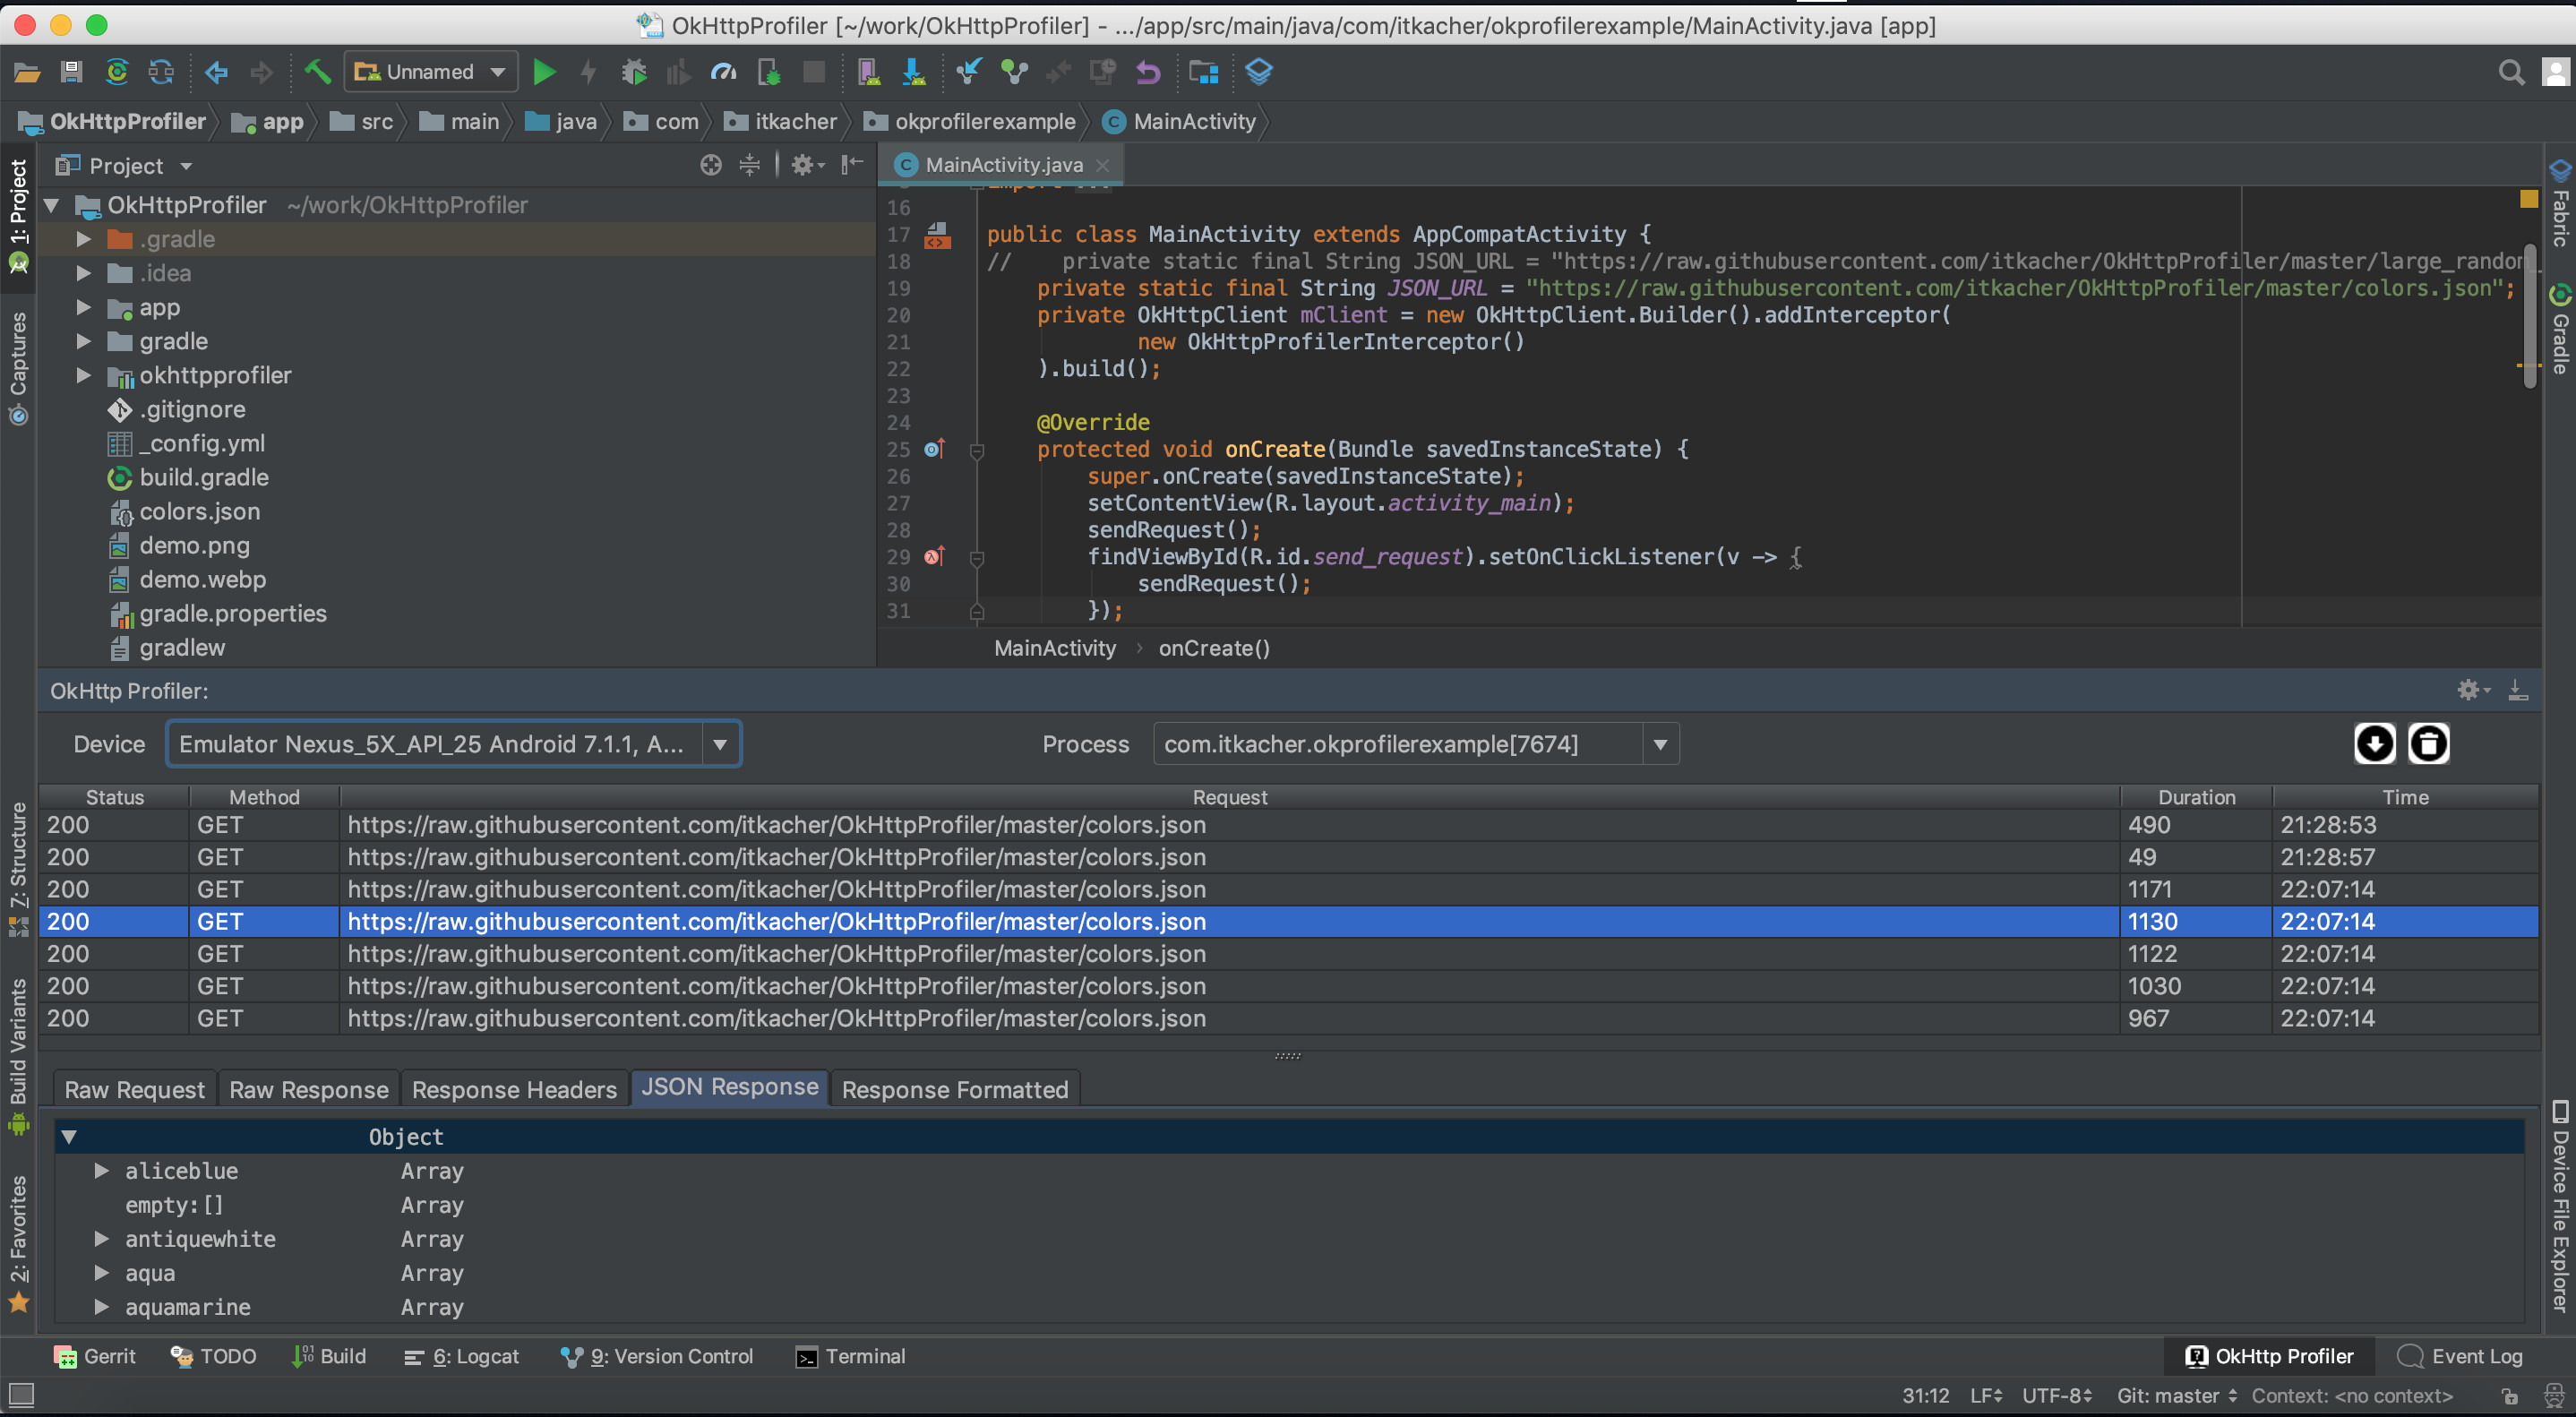 OkHttpProfiler [~/work/OkHttpProfiler] - .../app/src/main/java/com/itkacher/okprofilerexample/MainActivity.java [app]
Unnamed
OkHttpProfiler app src main java com itkacher okprofilerexample MainActivity
1: Project
Captures
Z: Structure
Build Variants
2: Favorites
Project
OkHttpProfiler ~/work/OkHttpProfiler
.gradle
.idea
app
gradle
okhttpprofiler
.gitignore
_config.yml
build.gradle
colors.json
demo.png
demo.webp
gradle.properties
gradlew
MainActivity.java
import ...
16
17 public class MainActivity extends AppCompatActivity {
18 // private static final String JSON_URL = "https://raw.githubusercontent.com/itkacher/OkHttpProfiler/master/large_random_
19 private static final String JSON_URL = "https://raw.githubusercontent.com/itkacher/OkHttpProfiler/master/colors.json";
20 private OkHttpClient mClient = new OkHttpClient.Builder().addInterceptor(
21 new OkHttpProfilerInterceptor()
22 ).build();
23
24 @Override
25 protected void onCreate(Bundle savedInstanceState) {
26 super.onCreate(savedInstanceState);
27 setContentView(R.layout.activity_main);
28 sendRequest();
29 findViewById(R.id.send_request).setOnClickListener(v -> {
30 sendRequest();
31 });
MainActivity › onCreate()
Fabric
Gradle
Device File Explorer
OkHttp Profiler:
Device Emulator Nexus_5X_API_25 Android 7.1.1, A... Process com.itkacher.okprofilerexample[7674]
Status Method Request Duration Time
200 GET https://raw.githubusercontent.com/itkacher/OkHttpProfiler/master/colors.json 490 21:28:53
200 GET https://raw.githubusercontent.com/itkacher/OkHttpProfiler/master/colors.json 49 21:28:57
200 GET https://raw.githubusercontent.com/itkacher/OkHttpProfiler/master/colors.json 1171 22:07:14
200 GET https://raw.githubusercontent.com/itkacher/OkHttpProfiler/master/colors.json 1130 22:07:14
200 GET https://raw.githubusercontent.com/itkacher/OkHttpProfiler/master/colors.json 1122 22:07:14
200 GET https://raw.githubusercontent.com/itkacher/OkHttpProfiler/master/colors.json 1030 22:07:14
200 GET https://raw.githubusercontent.com/itkacher/OkHttpProfiler/master/colors.json 967 22:07:14
Raw Request Raw Response Response Headers JSON Response Response Formatted
Object
aliceblue Array
empty:[] Array
antiquewhite Array
aqua Array
aquamarine Array
Gerrit TODO Build 6: Logcat 9: Version Control Terminal OkHttp Profiler Event Log
31:12 LF UTF-8 Git: master Context: <no context>